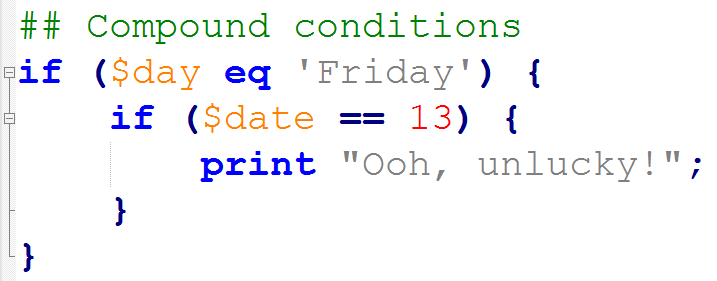 ## Compound conditions
if ($day eq 'Friday') {
    if ($date == 13) {
        print "Ooh, unlucky!";
    }
}